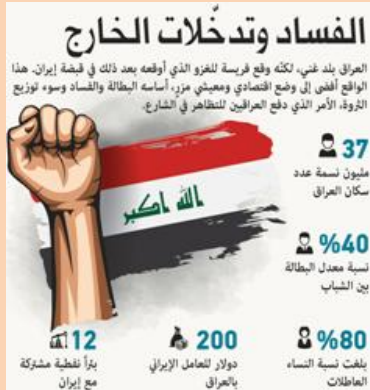 الفساد وتدخّلات الخارج
العراق بلد غني، لكنّه وقع فريسة للغزو الذي أوقعه بعد ذلك في قبضة إيران. هذا
الواقع أفضى إلى وضع اقتصادي ومعيشي مزرٍ، أساسه البطالة والفساد وسوء توزيع
الثروة، الأمر الذي دفع العراقيين للتظاهر في الشارع.
37
مليون نسمة عدد
سكان العراق
الله اكبر
%40
نسبة معدل البطالة
بين الشباب
%80
بلغت نسبة النساء
العاطلات
200
دولار للعامل الإيراني
بالعراق
12
بئراً نفطية مشتركة
مع إيران